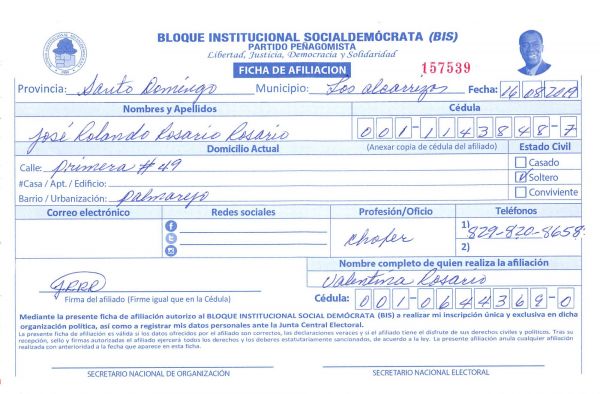 BLOQUE INSTITUCIONAL SOCIALDEMÓCRATA (BIS)
PARTIDO PEÑAGOMISTA
Libertad, Justicia, Democracia y Solidaridad
FICHA DE AFILIACION
157539
Provincia: Santo Domingo Municipio: Los alcarrizos Fecha: 16/08/2019
Nombres y Apellidos Cédula
José Rolando Rosario Rosario 001-1143848-7
Domicilio Actual (Anexar copia de cédula del afiliado) Estado Civil
Calle: primera #49 Casado
#Casa / Apt. / Edificio: Soltero
Barrio / Urbanización: palmarejo Conviviente
Correo electrónico Redes sociales Profesión/Oficio Teléfonos
chofer 1) 829-820-8658
2)
Nombre completo de quien realiza la afiliación
JRRR Valentina Rosario
Firma del afiliado (Firme igual que en la Cédula) Cédula: 001-0644369-0
Mediante la presente ficha de afiliación autorizo al BLOQUE INSTITUCIONAL SOCIAL DEMÓCRATA (BIS) a realizar mi inscripción única y exclusiva en dicha
organización política, así como a registrar mis datos personales ante la Junta Central Electoral.
La presente ficha de afiliación es válida si los datos ofrecidos por el afiliado son correctos, las declaraciones veraces y si el afiliado tiene el disfrute de sus derechos civiles y políticos. Tras su
recepción, sello y firmas autorizadas el afiliado ejercerá todos los derechos y los deberes estatutariamente sancionados, de acuerdo a la ley. La presente afiliación anula cualquier afiliación
realizada con anterioridad a la fecha que aparece en esta ficha.
SECRETARIO NACIONAL DE ORGANIZACIÓN SECRETARIO NACIONAL ELECTORAL